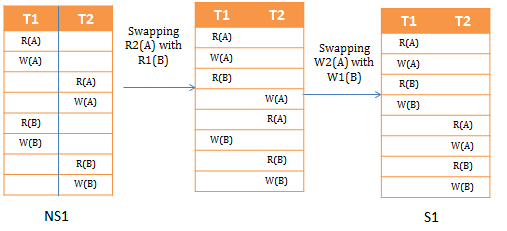 T1 T2
R(A)
W(A)
R(A)
W(A)
R(B)
W(B)
R(B)
W(B)
NS1
Swapping
R2(A) with
R1(B)
T1 T2
R(A)
W(A)
R(B)
W(A)
R(A)
W(B)
R(B)
W(B)
Swapping
W2(A) with
W1(B)
T1 T2
R(A)
W(A)
R(B)
W(B)
R(A)
W(A)
R(B)
W(B)
S1